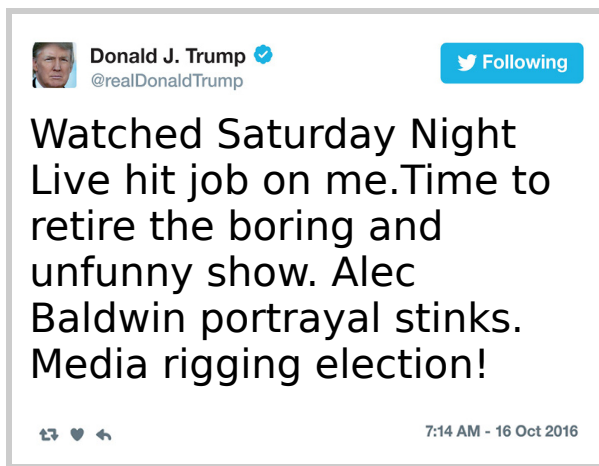 Donald J. Trump
@realDonaldTrump
Following
Watched Saturday Night
Live hit job on me.Time to
retire the boring and
unfunny show. Alec
Baldwin portrayal stinks.
Media rigging election!
7:14 AM - 16 Oct 2016